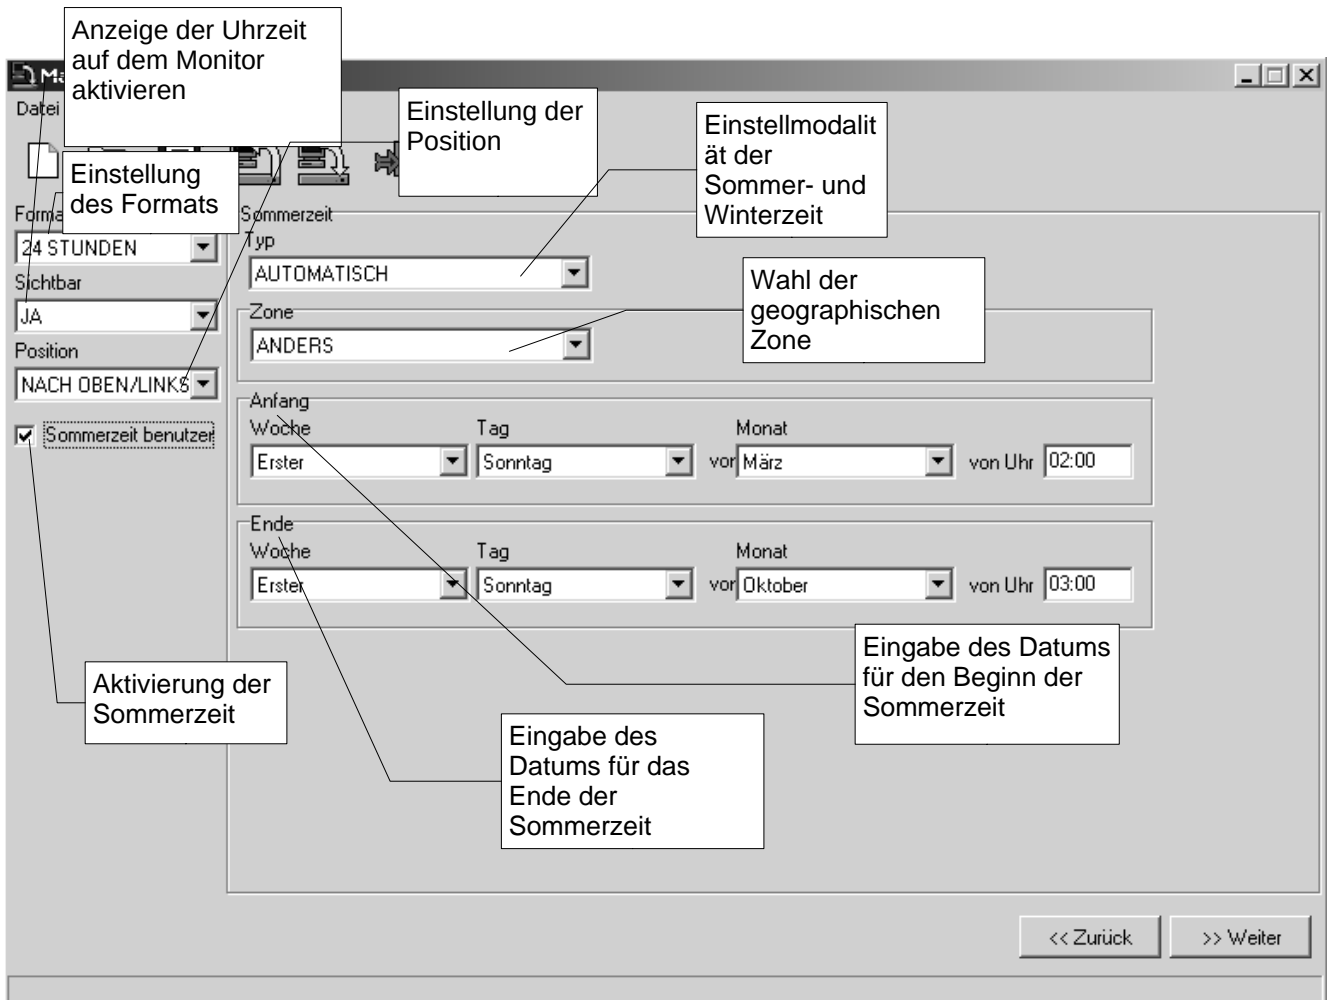 Anzeige der Uhrzeit
auf dem Monitor
aktivieren
Ma
Datei
Einstellung der
Position
Einstellmodalit
ät der
Sommer- und
Winterzeit
Einstellung
des Formats
Forma
24 STUNDEN
Sichtbar
JA
Position
NACH OBEN/LINKS
Sommerzeit benutzer
Sommerzeit
Typ
AUTOMATISCH
Wahl der
geographischen
Zone
Zone
ANDERS
Anfang
Woche Tag Monat
Erster Sonntag vor März von Uhr 02:00
Ende
Woche Tag Monat
Erster Sonntag vor Oktober von Uhr 03:00
Eingabe des Datums
für den Beginn der
Sommerzeit
Aktivierung der
Sommerzeit
Eingabe des
Datums für das
Ende der
Sommerzeit
<< Zurück >> Weiter